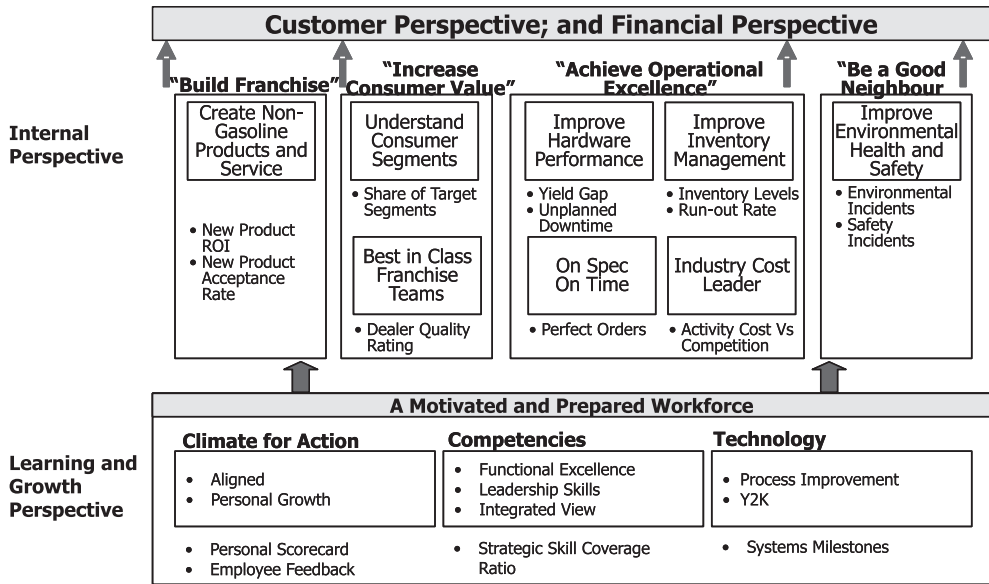 Customer Perspective; and Financial Perspective
Internal
Perspective
“Build Franchise”
Create Non-
Gasoline
Products and
Service
• New Product
ROI
• New Product
Acceptance
Rate
“Increase
Consumer Value”
Understand
Consumer
Segments
• Share of Target
Segments
Best in Class
Franchise
Teams
• Dealer Quality
Rating
“Achieve Operational
Excellence”
Improve
Hardware
Performance
• Yield Gap
• Unplanned
Downtime
Improve
Inventory
Management
• Inventory Levels
• Run-out Rate
On Spec
On Time
• Perfect Orders
Industry Cost
Leader
• Activity Cost Vs
Competition
“Be a Good
Neighbour
Improve
Environmental
Health and
Safety
• Environmental
Incidents
• Safety
Incidents
A Motivated and Prepared Workforce
Learning and
Growth
Perspective
Climate for Action
• Aligned
• Personal Growth
• Personal Scorecard
• Employee Feedback
Competencies
• Functional Excellence
• Leadership Skills
• Integrated View
• Strategic Skill Coverage
Ratio
Technology
• Process Improvement
• Y2K
• Systems Milestones